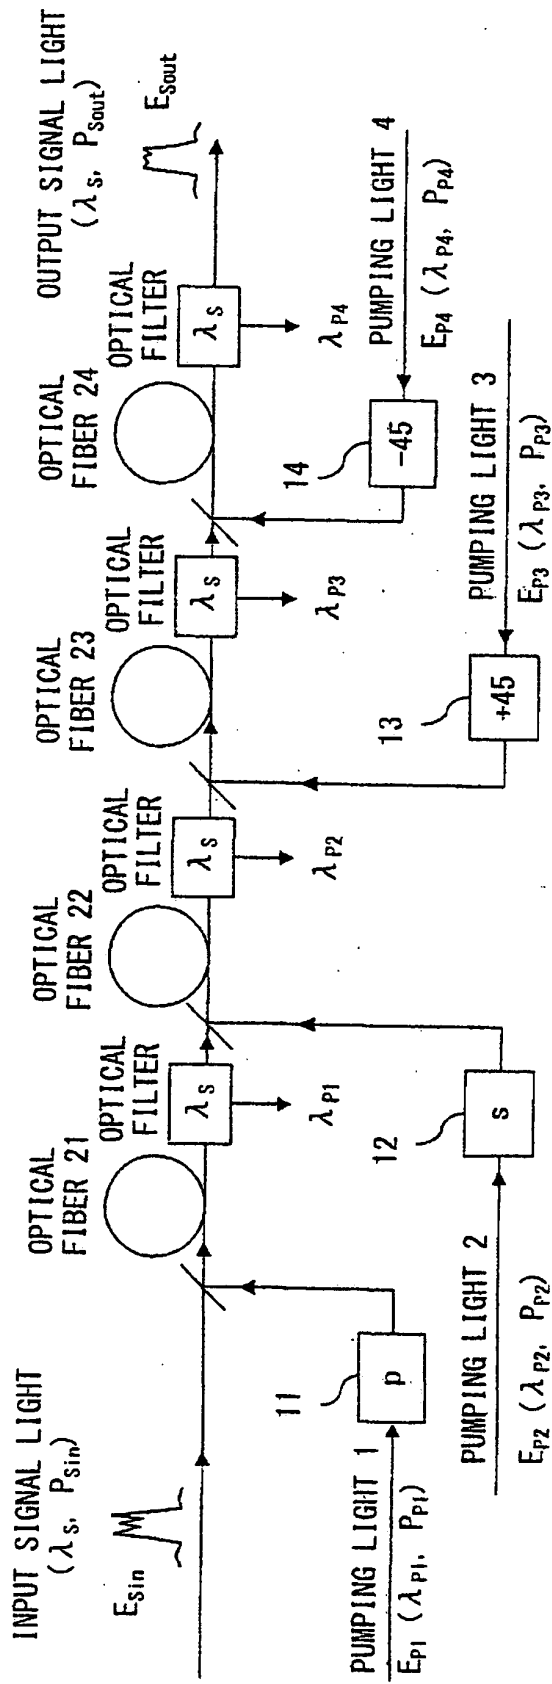 INPUT SIGNAL LIGHT
(λS, PSin)
ESin
OPTICAL
FIBER 21
OPTICAL
FILTER
λS
λP1
OPTICAL
FIBER 22
OPTICAL
FILTER
λS
λP2
OPTICAL
FIBER 23
OPTICAL
FILTER
λS
λP3
OPTICAL
FIBER 24
OPTICAL
FILTER
λS
λP4
OUTPUT SIGNAL LIGHT
(λS, PSout)
ESout
PUMPING LIGHT 1
EP1 (λP1, PP1)
11
p
PUMPING LIGHT 2
EP2 (λP2, PP2)
12
s
13
+45
PUMPING LIGHT 3
EP3 (λP3, PP3)
14
-45
PUMPING LIGHT 4
EP4 (λP4, PP4)